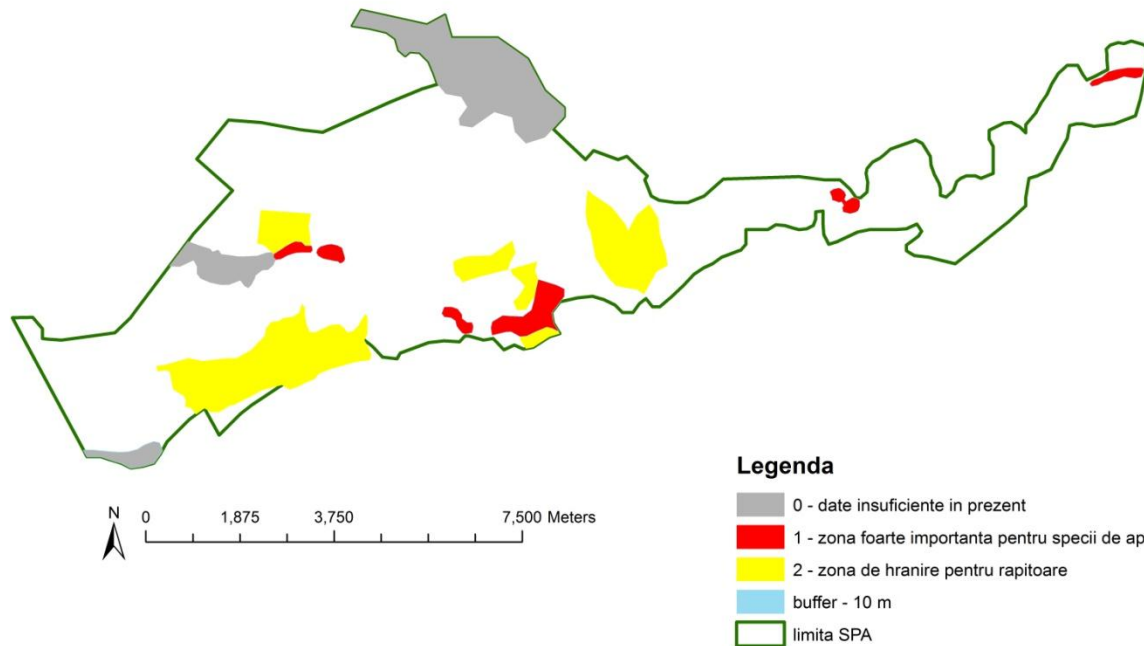 Legenda
0 - date insuficiente in prezent
1 - zona foarte importanta pentru specii de ap
2 - zona de hranire pentru rapitoare
buffer - 10 m
limita SPA
N
0 1,875 3,750 7,500 Meters